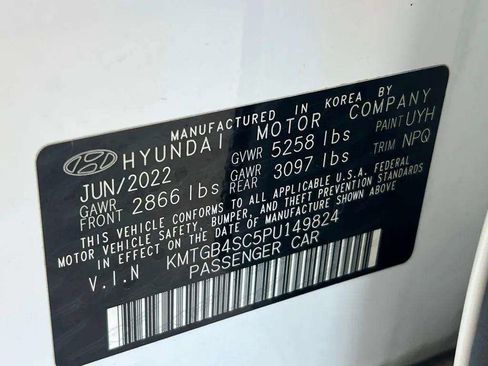 MANUFACTURED IN KOREA BY
HYUNDAI MOTOR COMPANY
JUN/2022 GVWR 5258 lbs PAINT UYH
GAWR FRONT 2866 lbs GAWR REAR 3097 lbs TRIM NPQ
THIS VEHICLE CONFORMS TO ALL APPLICABLE U.S.A. FEDERAL
MOTOR VEHICLE SAFETY, BUMPER, AND THEFT PREVENTION STANDARDS
IN EFFECT ON THE DATE OF MANUFACTURE SHOWN ABOVE
V.I.N KMTGB4SC5PU149824
PASSENGER CAR